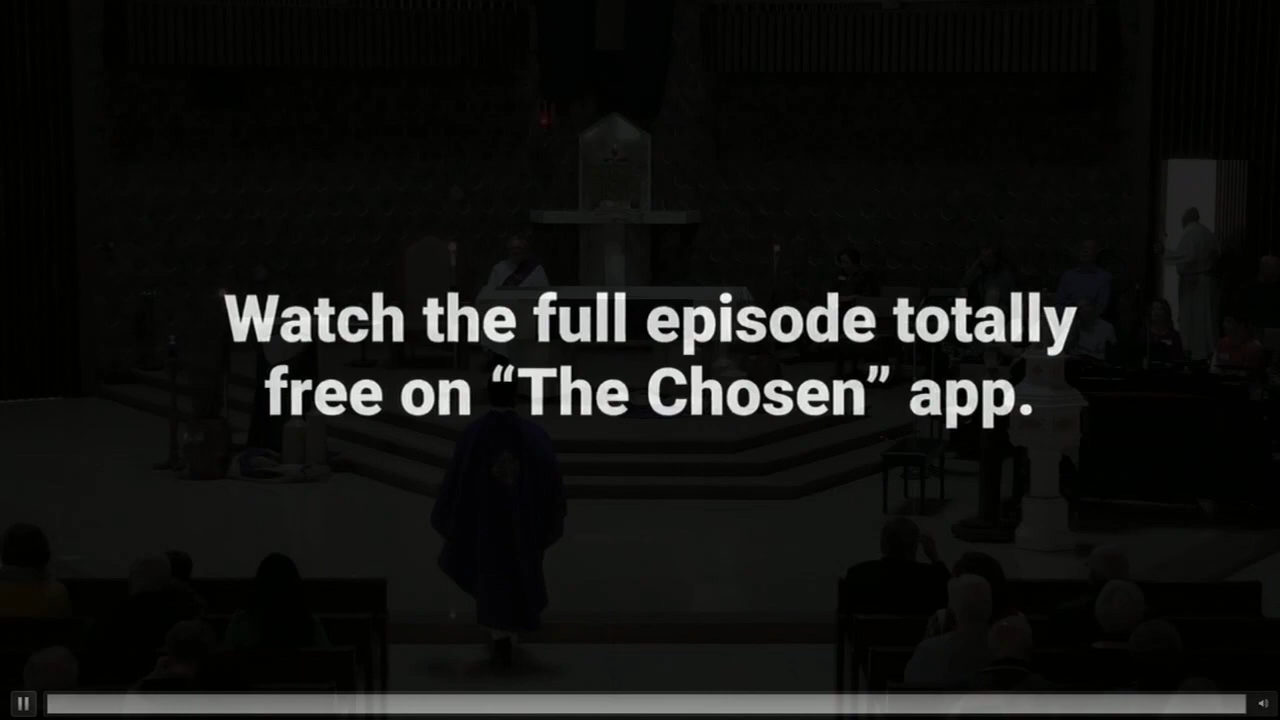 Watch the full episode totally
free on “The Chosen” app.